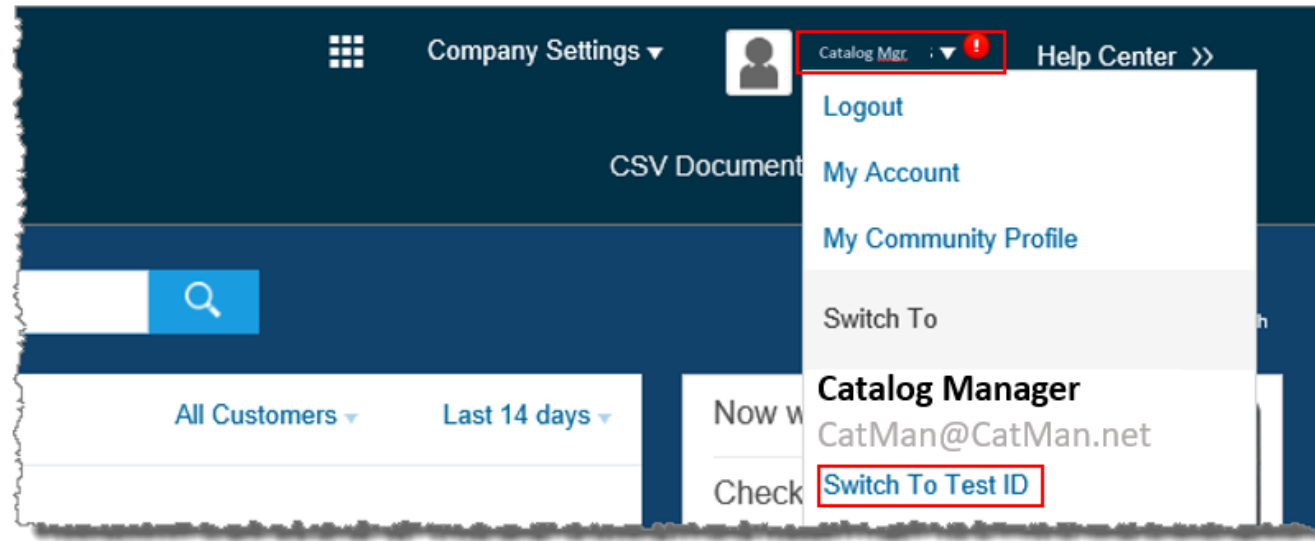 Company Settings
Catalog Mgr.
!
Help Center >>
Logout
CSV Document
My Account
My Community Profile
Switch To
h
Catalog Manager
All Customers
Last 14 days
Now w
CatMan@CatMan.net
Check
Switch To Test ID